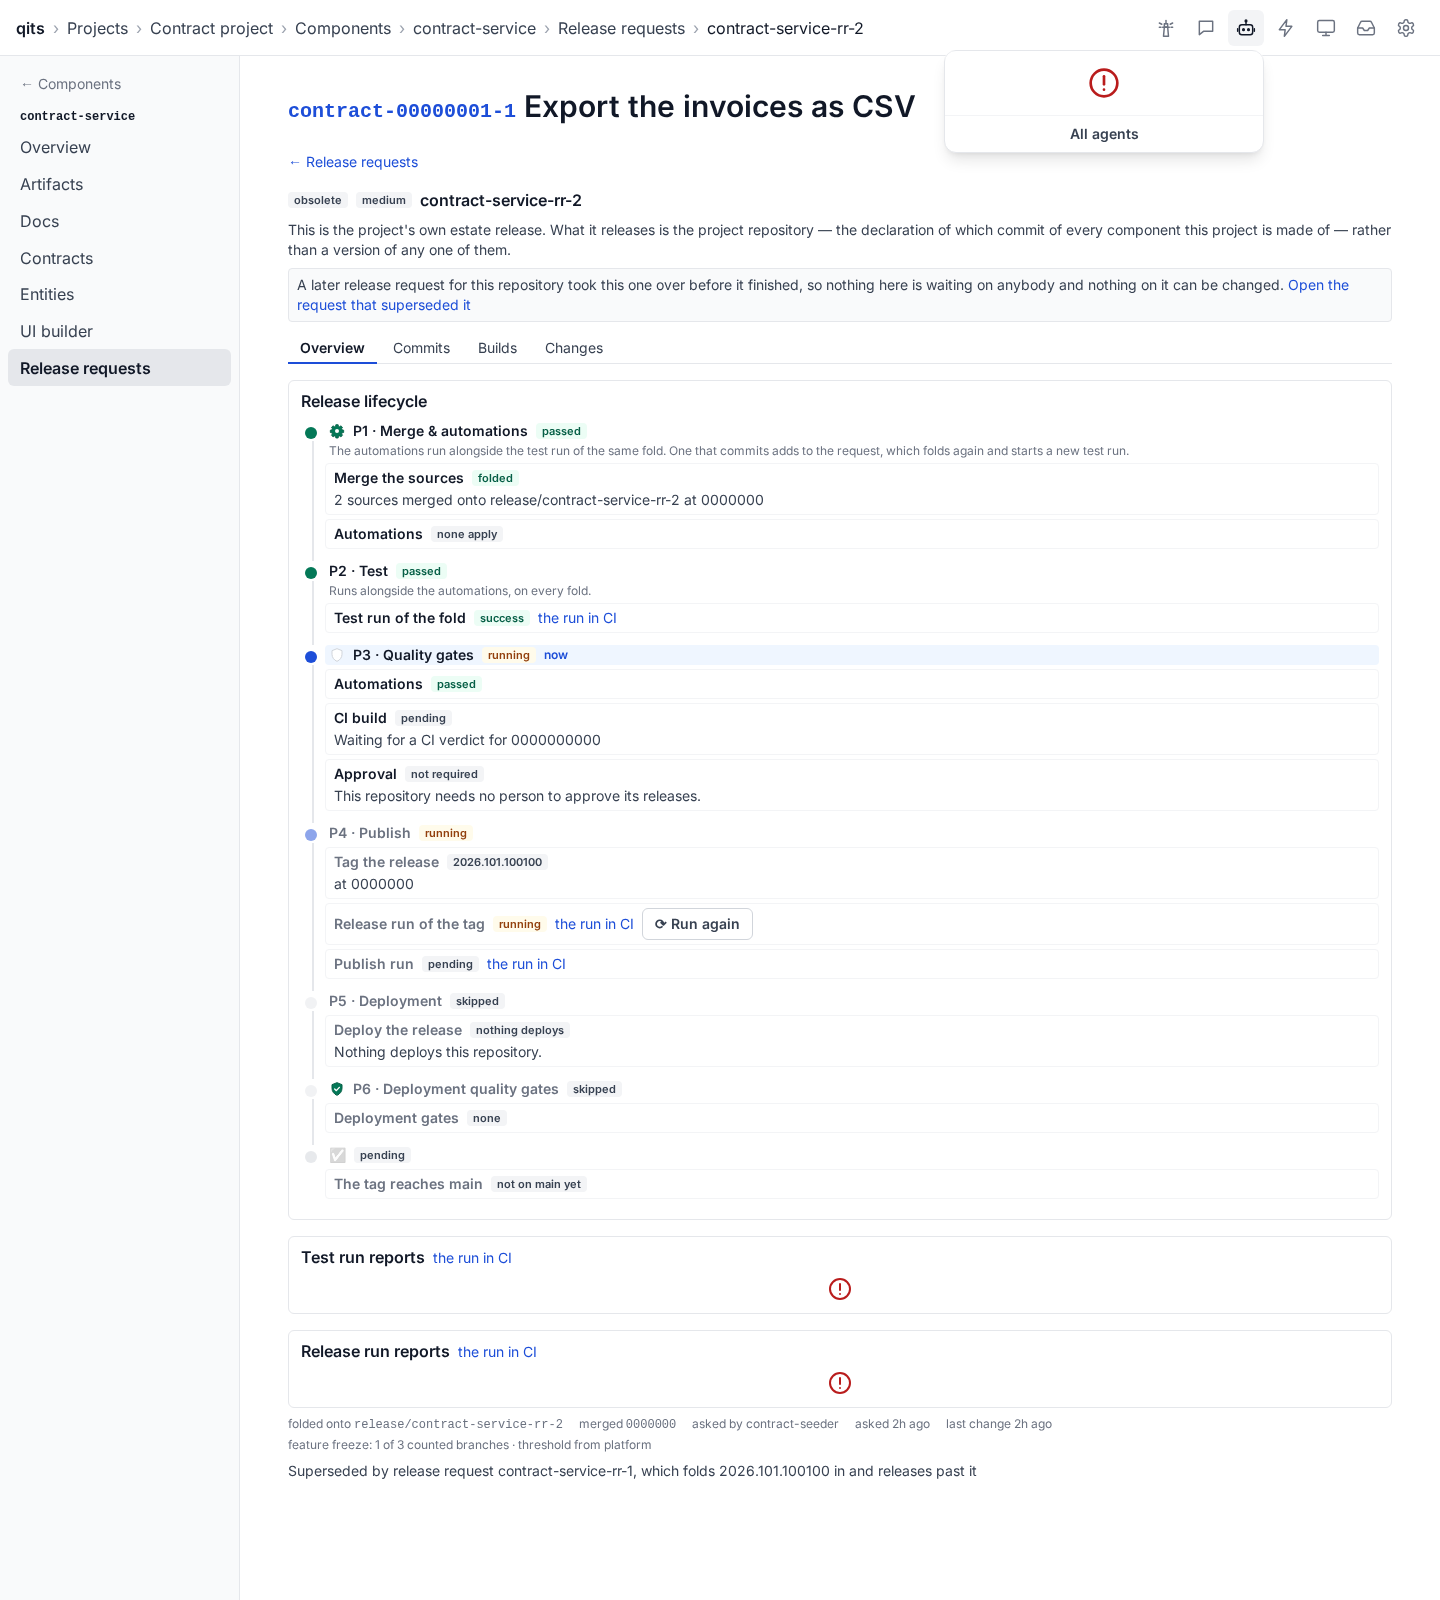 qits › Projects › Contract project › Components › contract-service › Release requests › contract-service-rr-2
All agents
← Components
contract-service
Overview
Artifacts
Docs
Contracts
Entities
UI builder
Release requests
contract-00000001-1 Export the invoices as CSV
← Release requests
obsolete medium contract-service-rr-2
This is the project's own estate release. What it releases is the project repository — the declaration of which commit of every component this project is made of — rather
than a version of any one of them.
A later release request for this repository took this one over before it finished, so nothing here is waiting on anybody and nothing on it can be changed. Open the
request that superseded it
Overview Commits Builds Changes
Release lifecycle
P1 · Merge & automations passed
The automations run alongside the test run of the same fold. One that commits adds to the request, which folds again and starts a new test run.
Merge the sources folded
2 sources merged onto release/contract-service-rr-2 at 0000000
Automations none apply
P2 · Test passed
Runs alongside the automations, on every fold.
Test run of the fold success the run in CI
P3 · Quality gates running now
Automations passed
CI build pending
Waiting for a CI verdict for 0000000000
Approval not required
This repository needs no person to approve its releases.
P4 · Publish running
Tag the release 2026.101.100100
at 0000000
Release run of the tag running the run in CI ⟳ Run again
Publish run pending the run in CI
P5 · Deployment skipped
Deploy the release nothing deploys
Nothing deploys this repository.
P6 · Deployment quality gates skipped
Deployment gates none
pending
The tag reaches main not on main yet
Test run reports the run in CI
Release run reports the run in CI
folded onto release/contract-service-rr-2 merged 0000000 asked by contract-seeder asked 2h ago last change 2h ago
feature freeze: 1 of 3 counted branches · threshold from platform
Superseded by release request contract-service-rr-1, which folds 2026.101.100100 in and releases past it